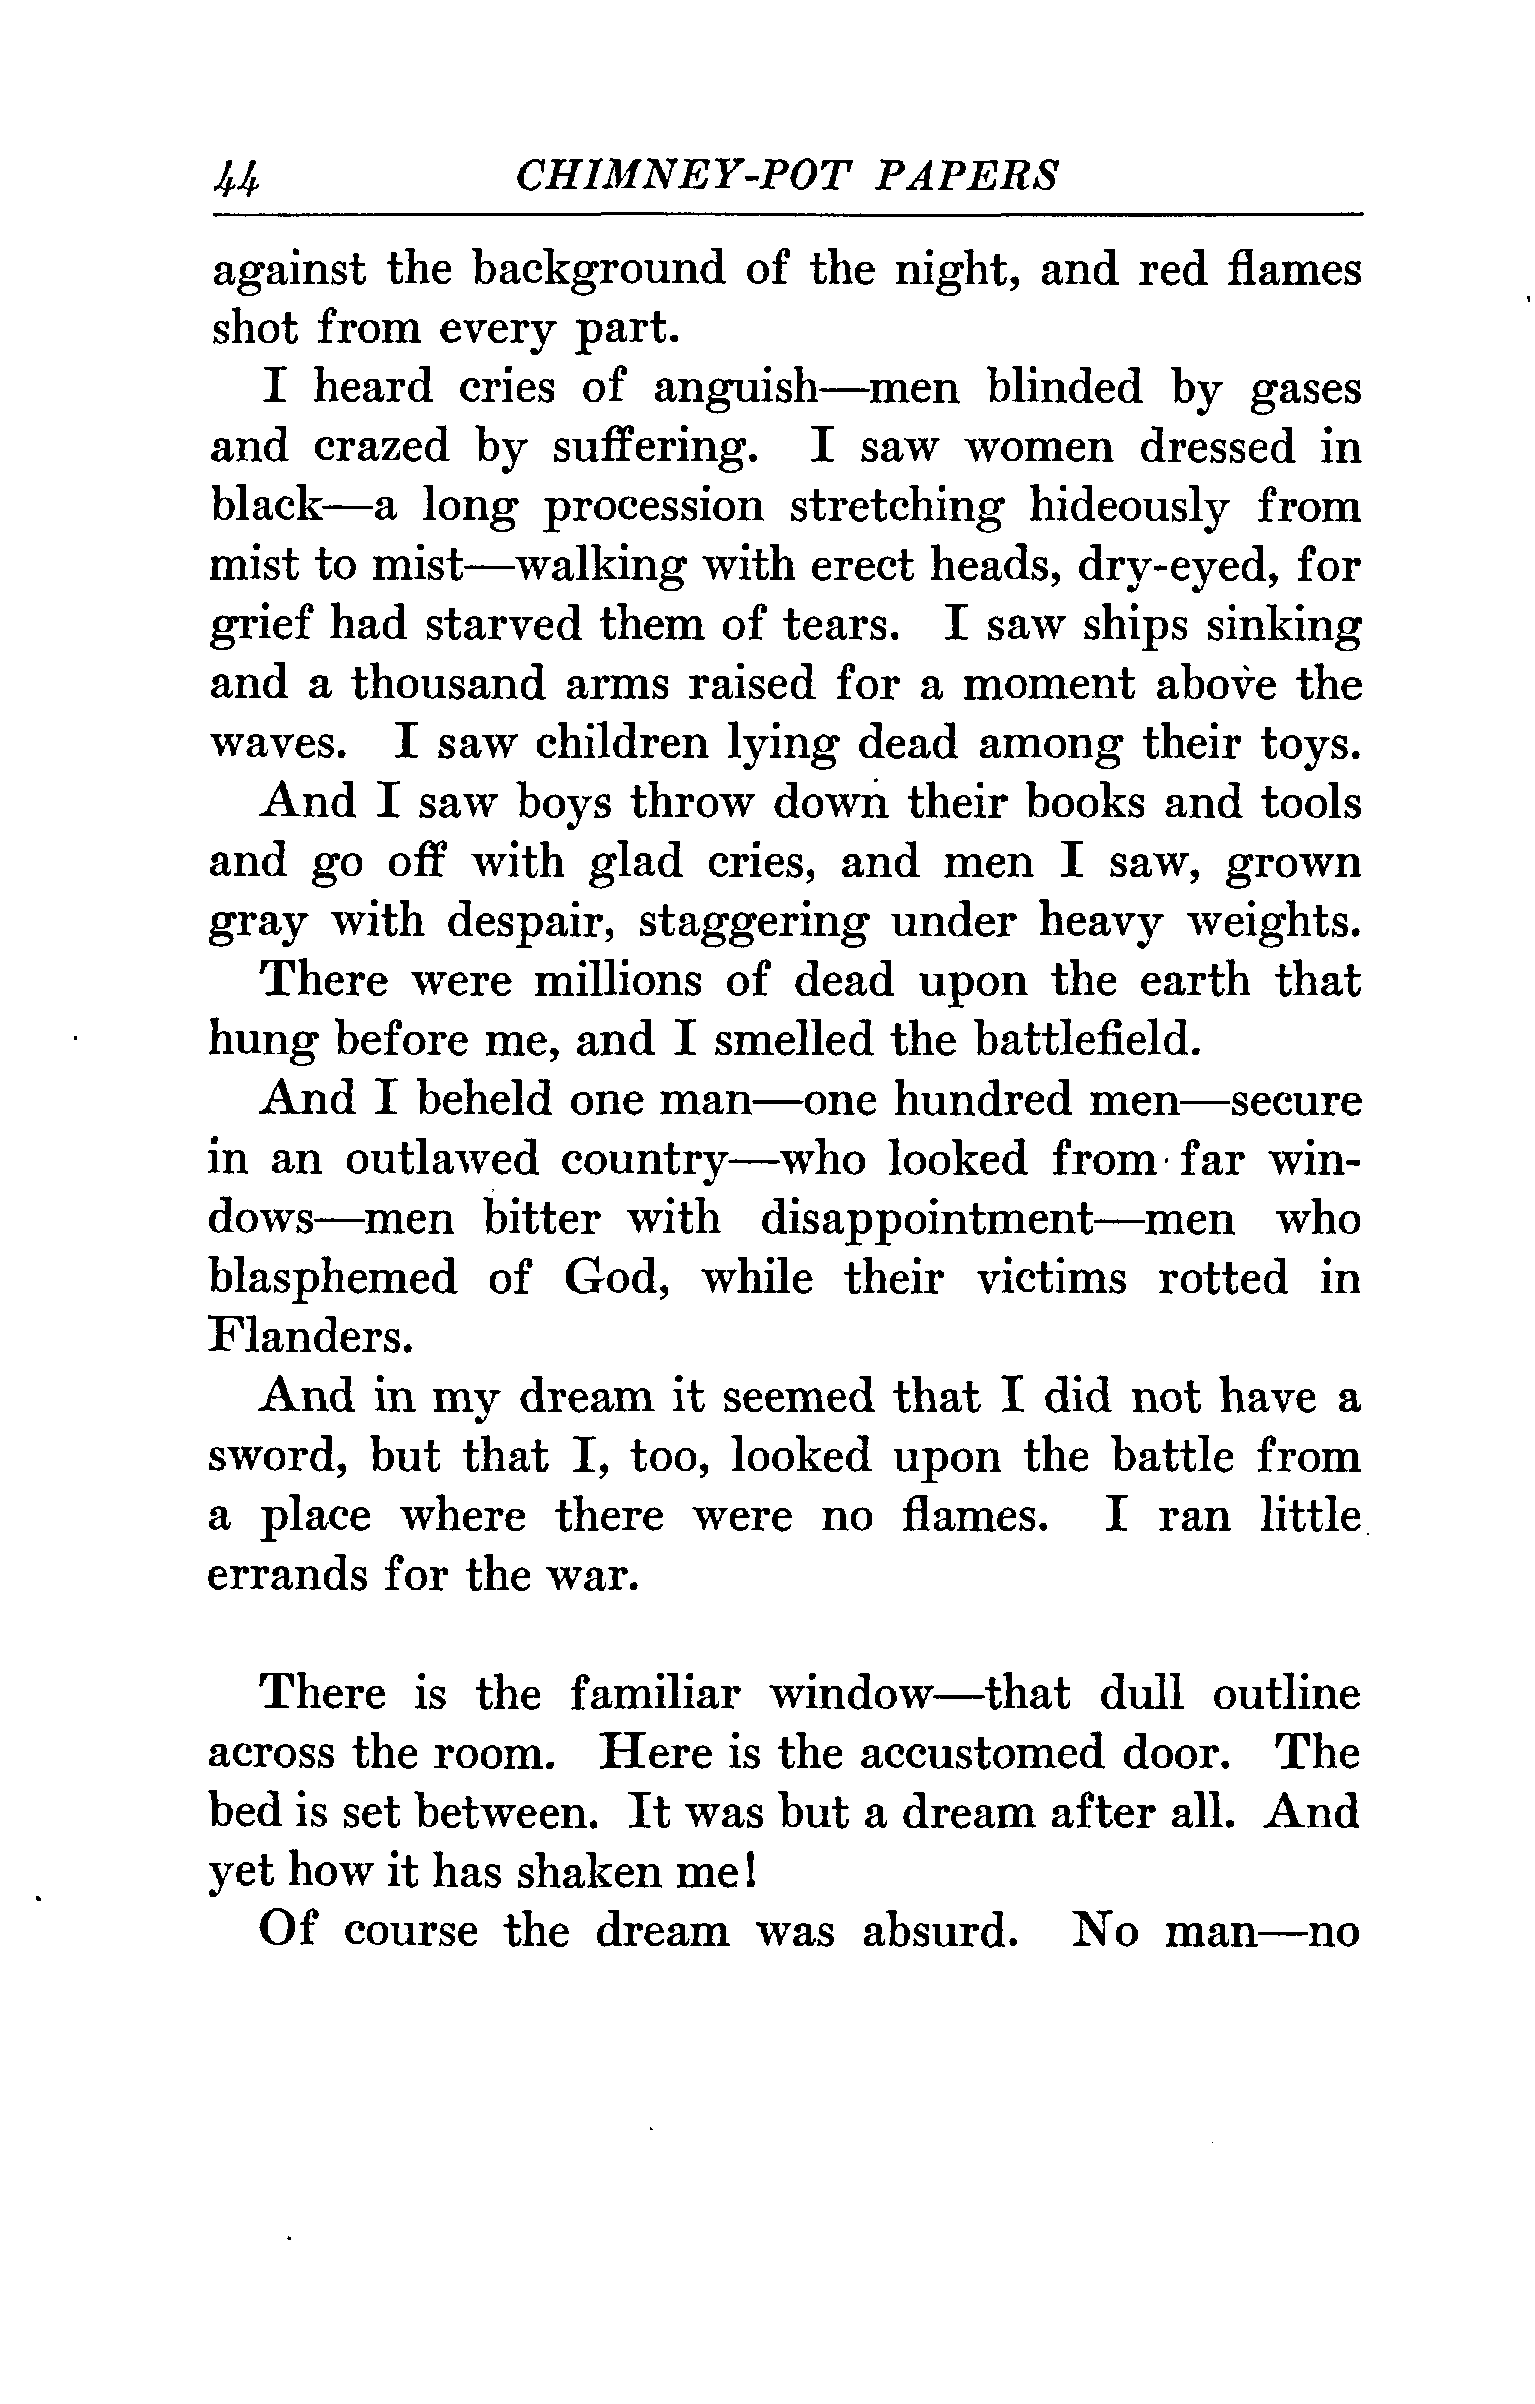 44 CHIMNEY-POT PAPERS
against the background of the night, and red flames
shot from every part.
I heard cries of anguish—men blinded by gases
and crazed by suffering. I saw women dressed in
black—a long procession stretching hideously from
mist to mist—walking with erect heads, dry-eyed, for
grief had starved them of tears. I saw ships sinking
and a thousand arms raised for a moment above the
waves. I saw children lying dead among their toys.
And I saw boys throw down their books and tools
and go off with glad cries, and men I saw, grown
gray with despair, staggering under heavy weights.
There were millions of dead upon the earth that
hung before me, and I smelled the battlefield.
And I beheld one man—one hundred men—secure
in an outlawed country—who looked from far win-
dows—men bitter with disappointment—men who
blasphemed of God, while their victims rotted in
Flanders.
And in my dream it seemed that I did not have a
sword, but that I, too, looked upon the battle from
a place where there were no flames. I ran little
errands for the war.
There is the familiar window—that dull outline
across the room. Here is the accustomed door. The
bed is set between. It was but a dream after all. And
yet how it has shaken me!
Of course the dream was absurd. No man—no